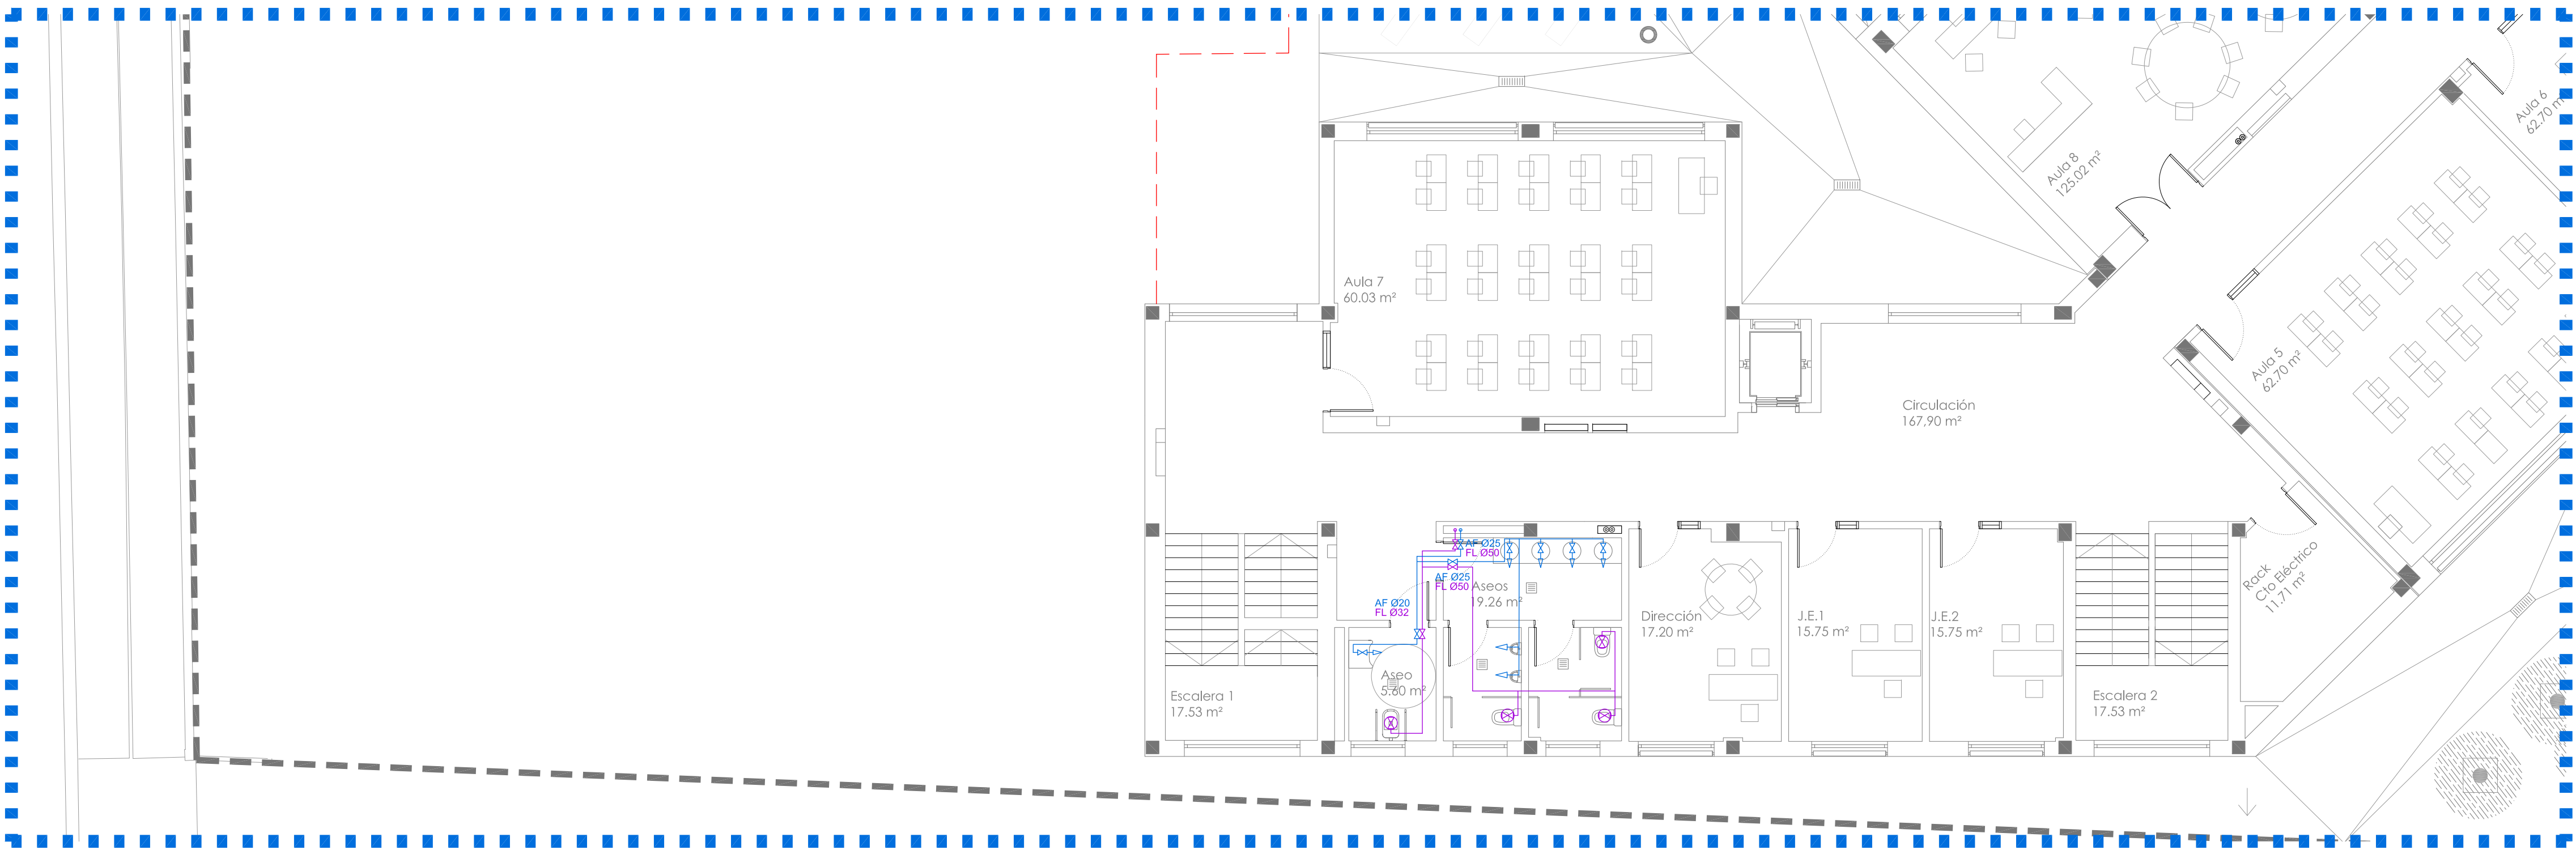 Aula 6
62.70 m
Aula 8
125.02 m²
Aula 7
60.03 m²
Aula 5
62.70 m²
Circulación
167.90 m²
AF Ø25
FL Ø50
AF Ø25
FL Ø50
Aseos
19.26 m²
AF Ø20
FL Ø32
Aseo
5.60 m²
Dirección
17.20 m²
J.E.1
15.75 m²
J.E.2
15.75 m²
Rack
Cto Eléctrico
11.71 m²
Escalera 1
17.53 m²
Escalera 2
17.53 m²